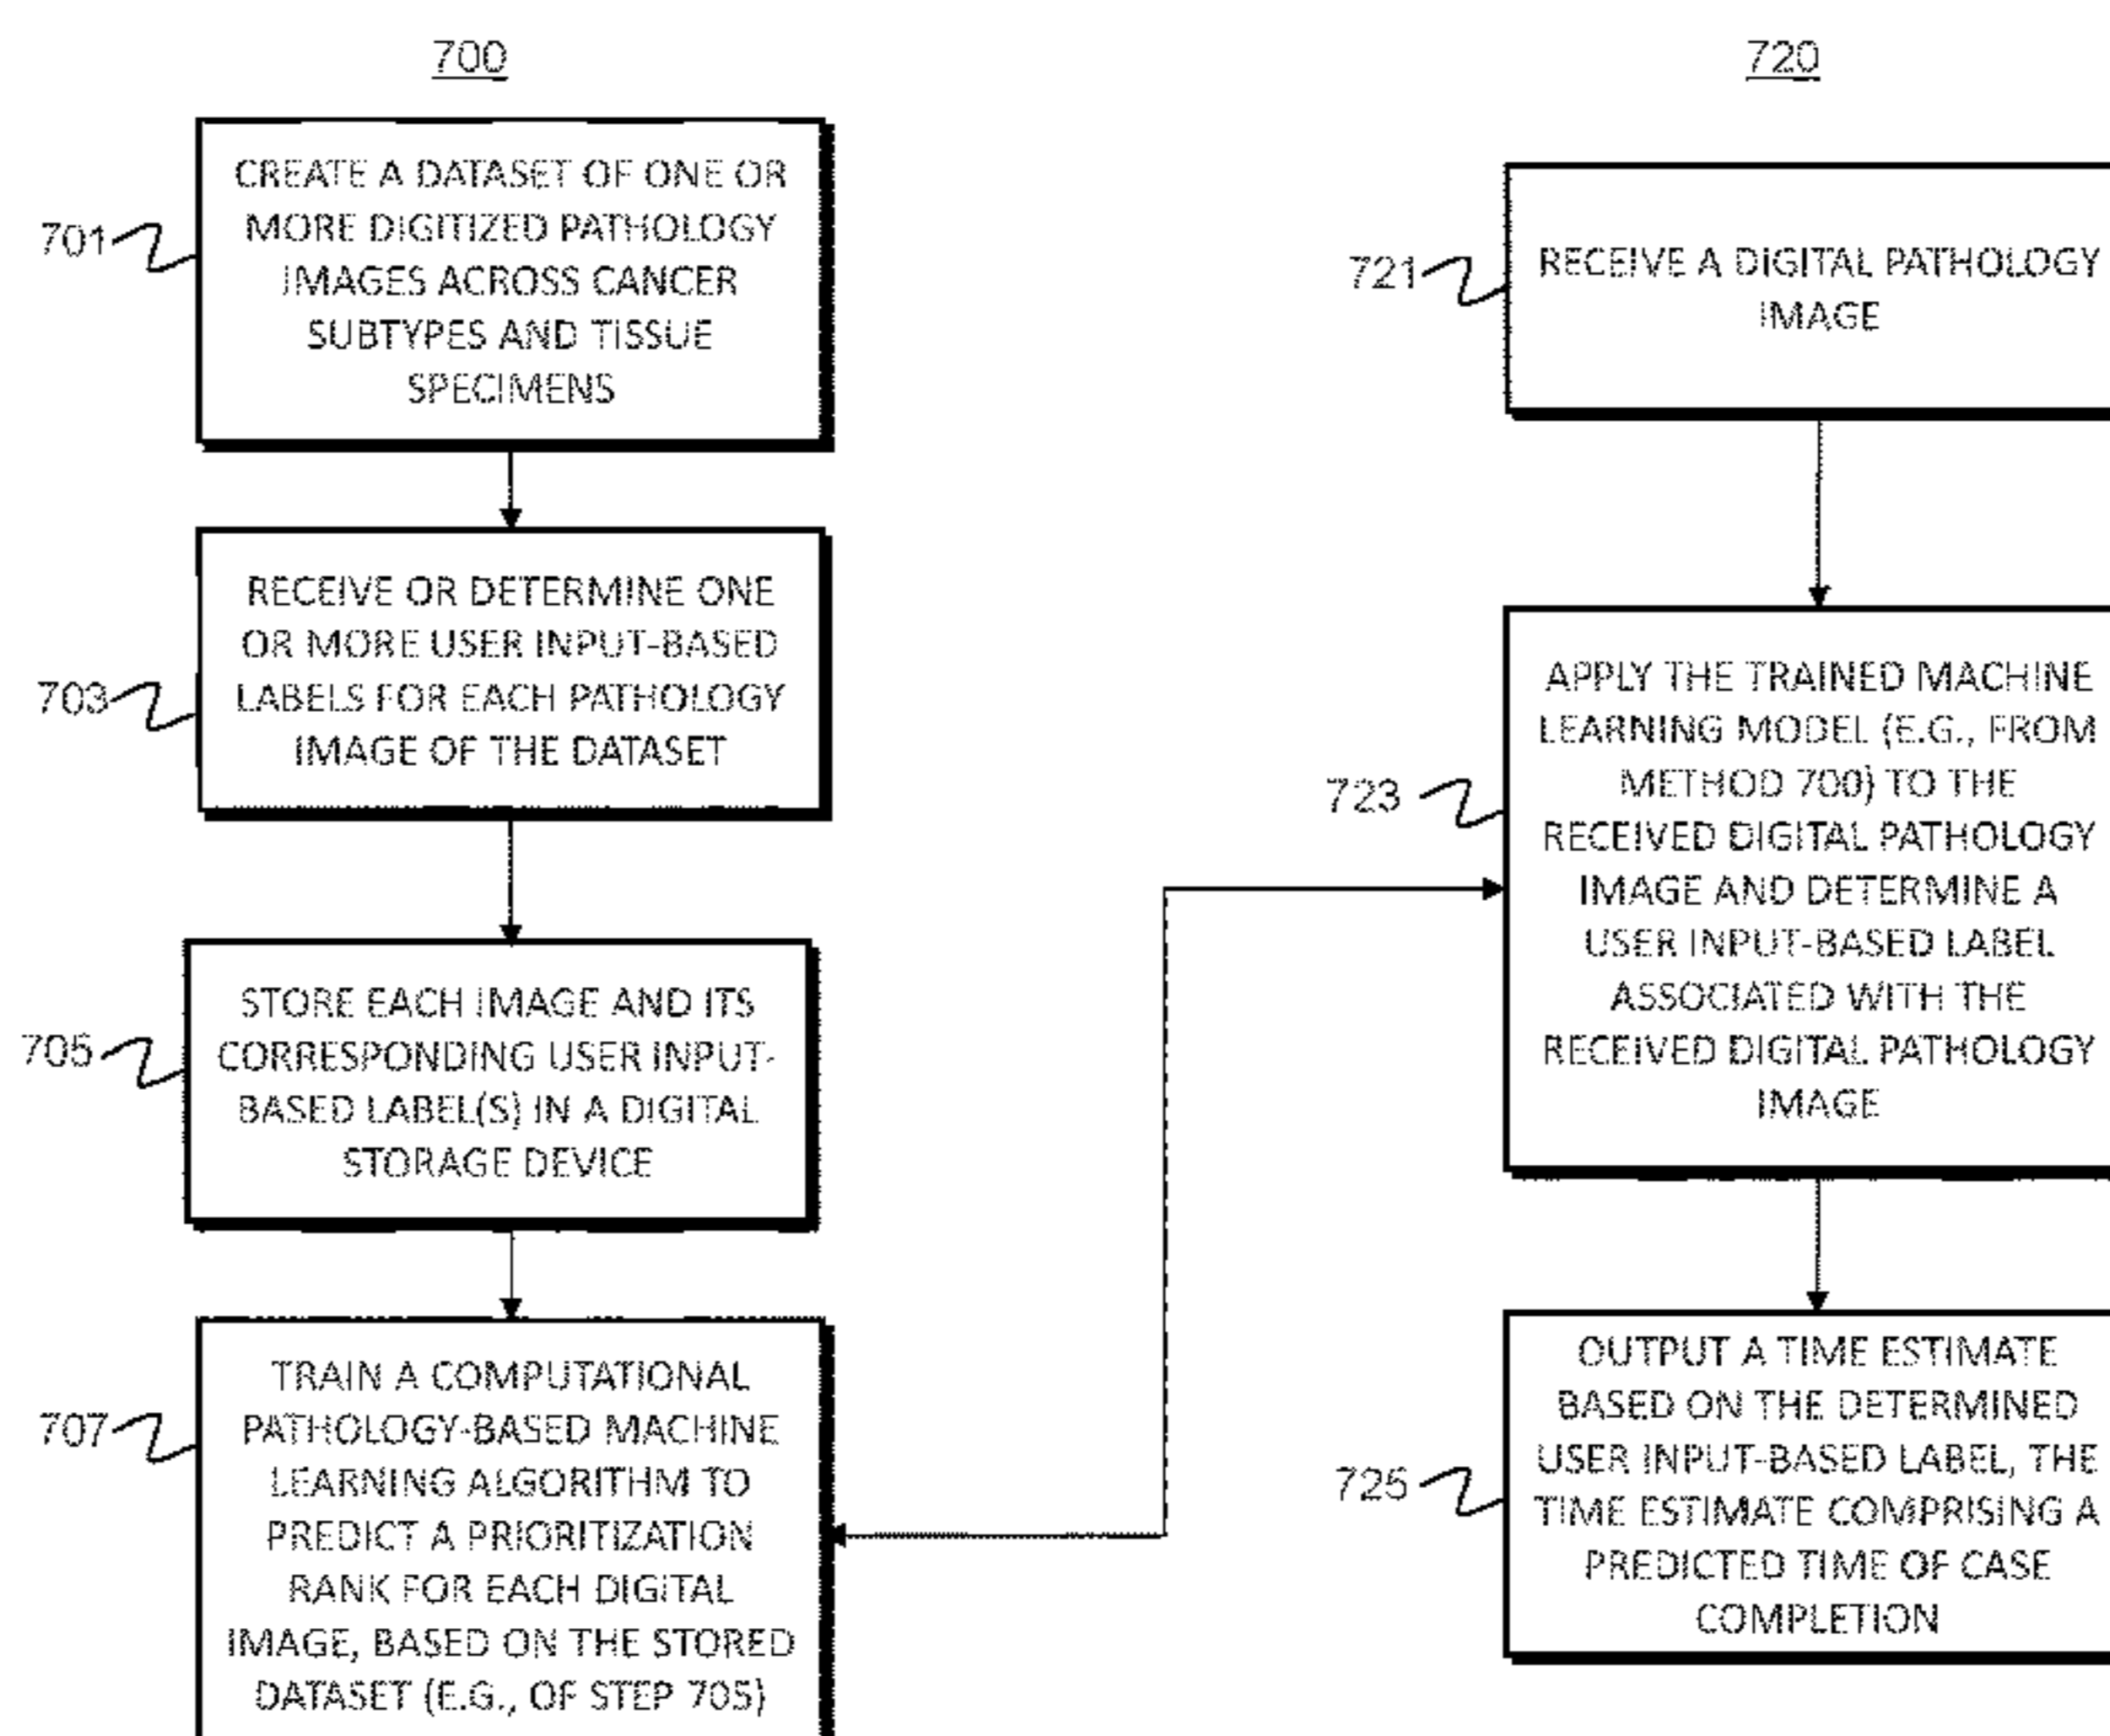 700
701
CREATE A DATASET OF ONE OR
MORE DIGITIZED PATHOLOGY
IMAGES ACROSS CANCER
SUBTYPES AND TISSUE
SPECIMENS
703
RECEIVE OR DETERMINE ONE
OR MORE USER INPUT-BASED
LABELS FOR EACH PATHOLOGY
IMAGE OF THE DATASET
705
STORE EACH IMAGE AND ITS
CORRESPONDING USER INPUT-
BASED LABEL(S) IN A DIGITAL
STORAGE DEVICE
707
TRAIN A COMPUTATIONAL
PATHOLOGY-BASED MACHINE
LEARNING ALGORITHM TO
PREDICT A PRIORITIZATION
RANK FOR EACH DIGITAL
IMAGE, BASED ON THE STORED
DATASET (E.G., OF STEP 705)
720
721
RECEIVE A DIGITAL PATHOLOGY
IMAGE
723
APPLY THE TRAINED MACHINE
LEARNING MODEL (E.G., FROM
METHOD 700) TO THE
RECEIVED DIGITAL PATHOLOGY
IMAGE AND DETERMINE A
USER INPUT-BASED LABEL
ASSOCIATED WITH THE
RECEIVED DIGITAL PATHOLOGY
IMAGE
725
OUTPUT A TIME ESTIMATE
BASED ON THE DETERMINED
USER INPUT-BASED LABEL, THE
TIME ESTIMATE COMPRISING A
PREDICTED TIME OF CASE
COMPLETION